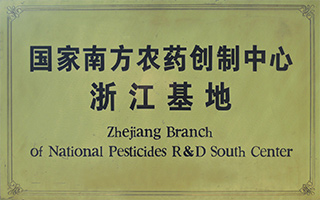 国家南方农药创制中心
浙江基地
Zhejiang Branch
of National Pesticides R&D South Center